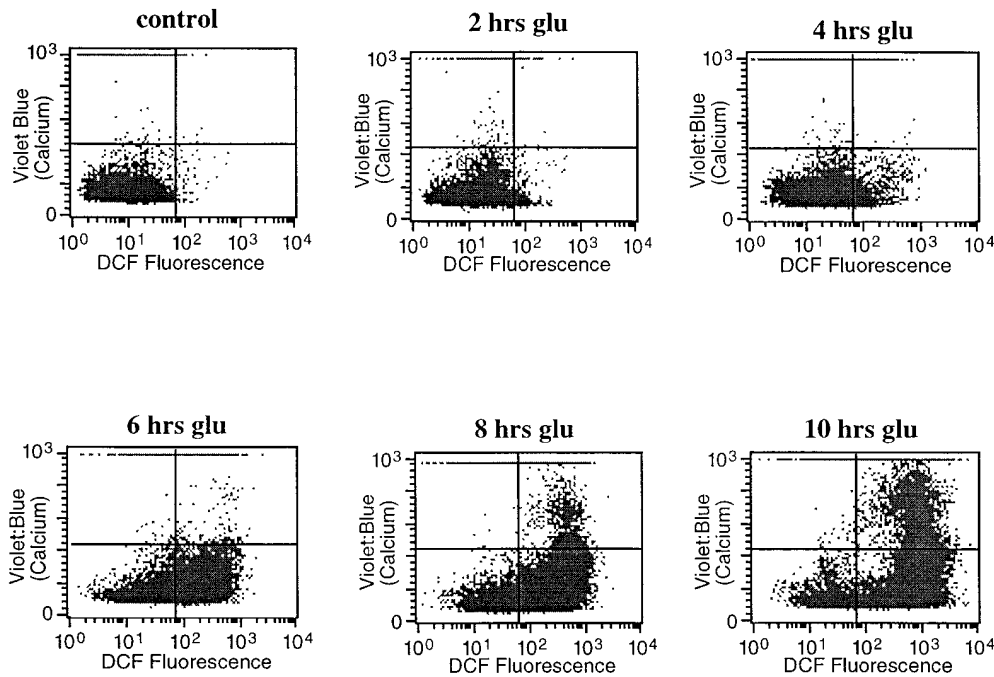 control
10³
Violet Blue
(Calcium)
0
10⁰ 10¹ 10² 10³ 10⁴
DCF Fluorescence
2 hrs glu
10³
Violet:Blue
(Calcium)
0
10⁰ 10¹ 10² 10³ 10⁴
DCF Fluorescence
4 hrs glu
10³
Violet:Blue
(Calcium)
0
10⁰ 10¹ 10² 10³ 10⁴
DCF Fluorescence
6 hrs glu
10³
Violet:Blue
(Calcium)
0
10⁰ 10¹ 10² 10³ 10⁴
DCF Fluorescence
8 hrs glu
10³
Violet:Blue
(Calcium)
0
10⁰ 10¹ 10² 10³ 10⁴
DCF Fluorescence
10 hrs glu
10³
Violet:Blue
(Calcium)
0
10⁰ 10¹ 10² 10³ 10⁴
DCF Fluorescence